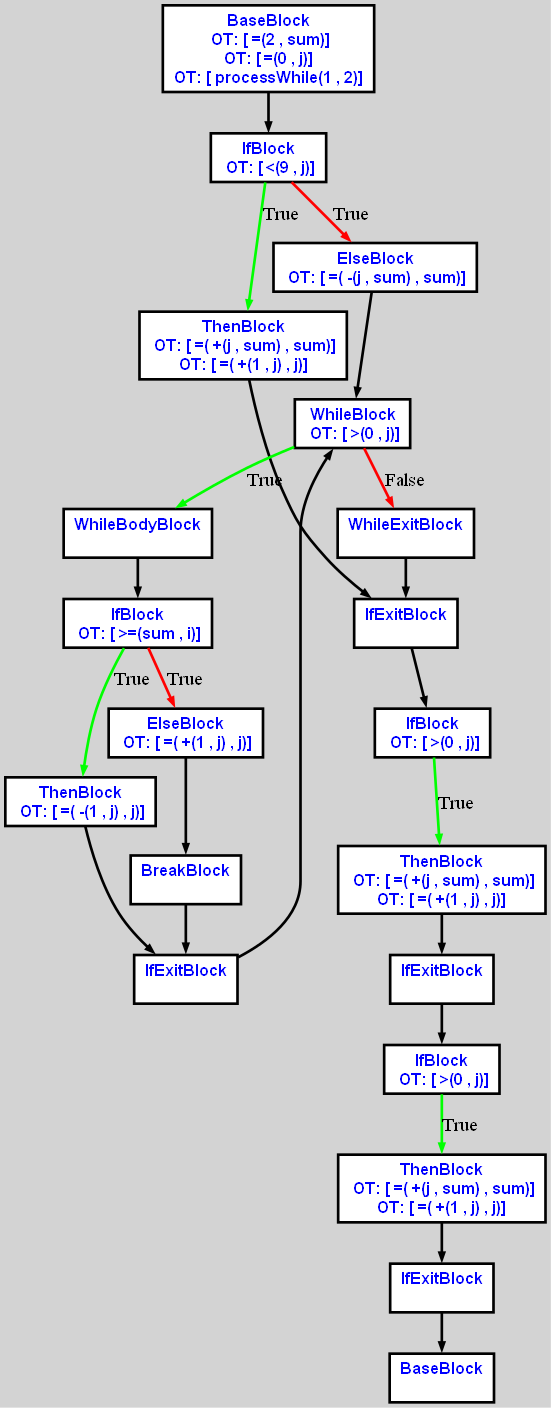 BaseBlock
OT: [ =(2 , sum)]
OT: [ =(0 , j)]
OT: [ processWhile(1 , 2)]
IfBlock
OT: [ <(9 , j)]
True
True
ElseBlock
OT: [ =( -(j , sum) , sum)]
ThenBlock
OT: [ =( +(j , sum) , sum)]
OT: [ =( +(1 , j) , j)]
WhileBlock
OT: [ >(0 , j)]
True
False
WhileBodyBlock
WhileExitBlock
IfBlock
OT: [ >=(sum , i)]
IfExitBlock
True
True
ElseBlock
OT: [ =( +(1 , j) , j)]
IfBlock
OT: [ >(0 , j)]
ThenBlock
OT: [ =( -(1 , j) , j)]
True
BreakBlock
ThenBlock
OT: [ =( +(j , sum) , sum)]
OT: [ =( +(1 , j) , j)]
IfExitBlock
IfExitBlock
IfBlock
OT: [ >(0 , j)]
True
ThenBlock
OT: [ =( +(j , sum) , sum)]
OT: [ =( +(1 , j) , j)]
IfExitBlock
BaseBlock